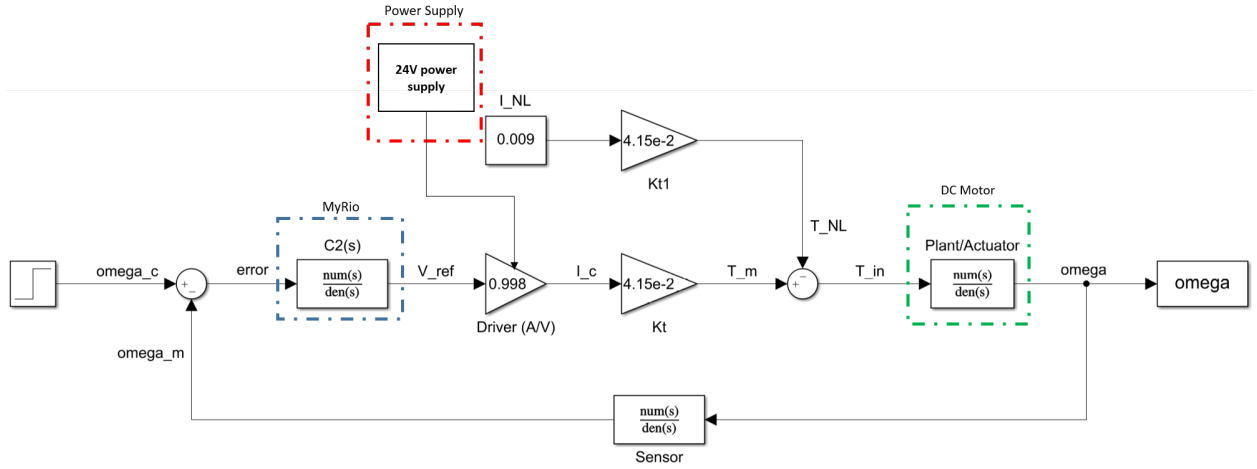 Power Supply
24V power
supply
I_NL
0.009
4.15e-2
Kt1
DC Motor
MyRio
T_NL
C2(s)
Plant/Actuator
omega_c
error
num(s)
den(s)
V_ref
0.998
I_c
4.15e-2
T_m
T_in
num(s)
den(s)
omega
omega
Driver (A/V)
Kt
omega_m
num(s)
den(s)
Sensor